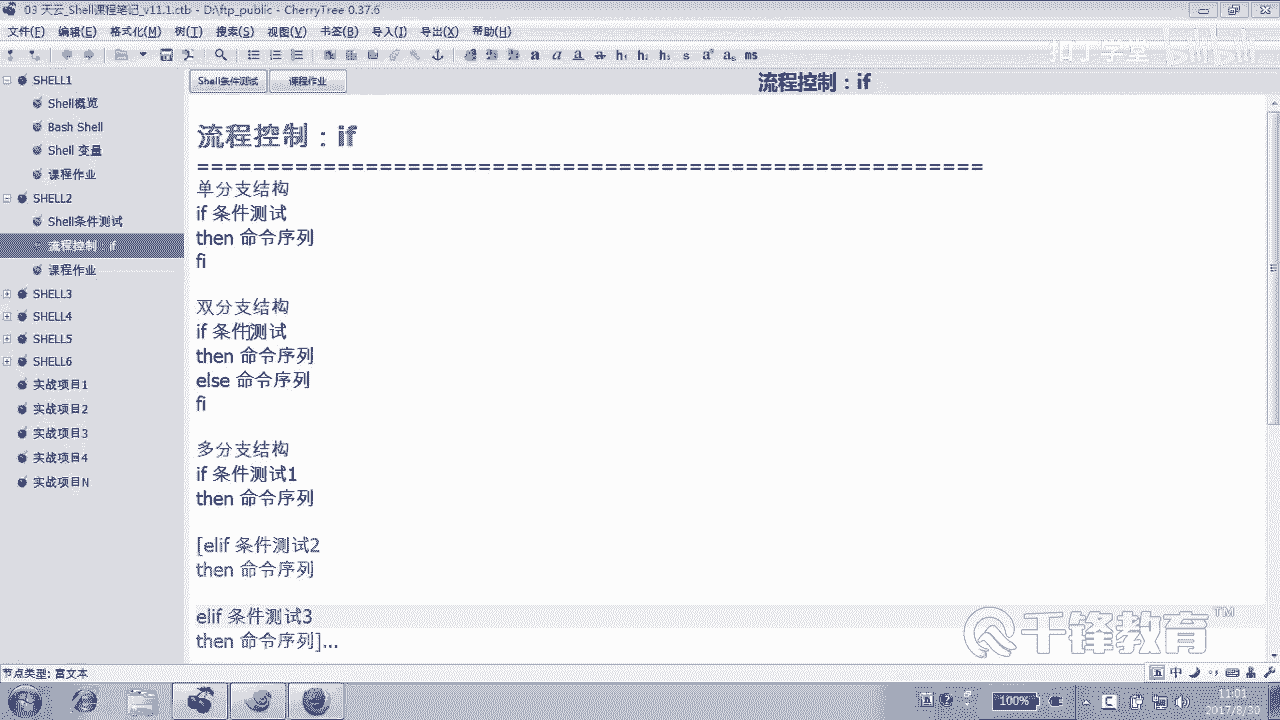 03 天云_Shell课程笔记_v11.1.ctb - D:\ftp_public - CherryTree 0.37.6
文件(F) 编辑(E) 格式化(M) 树(T) 搜索(S) 视图(V) 书签(B) 导入(I) 导出(X) 帮助(H)
a a a a h₁ h₂ h₃ s aˢ aₛ ms
扣丁学堂 bilibili
SHELL1
Shell概览
Bash Shell
Shell 变量
课程作业
SHELL2
Shell条件测试
流程控制：if
课程作业
SHELL3
SHELL4
SHELL5
SHELL6
实战项目1
实战项目2
实战项目3
实战项目4
实战项目N
Shell条件测试 课程作业 流程控制：if
流程控制：if
========================================================
单分支结构
if 条件测试
then 命令序列
fi
双分支结构
if 条件测试
then 命令序列
else 命令序列
fi
多分支结构
if 条件测试1
then 命令序列
[elif 条件测试2
then 命令序列
elif 条件测试3
then 命令序列]...
千锋教育 TM
节点类型: 富文本
中
100%
11:01
2017/8/30